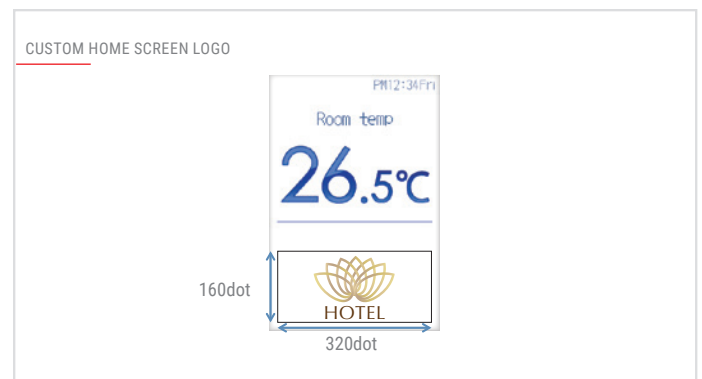 CUSTOM HOME SCREEN LOGO
PM12:34Fri
Room temp
26.5°C
160dot
HOTEL
320dot